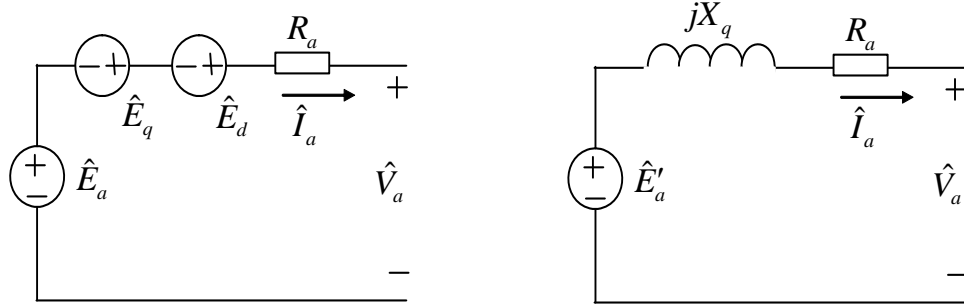 − + − + R_a
+
Ê_q Ê_d Î_a
+ − Ê_a V̂_a
−
jX_q R_a
+
Î_a
+ − Ê′_a V̂_a
−